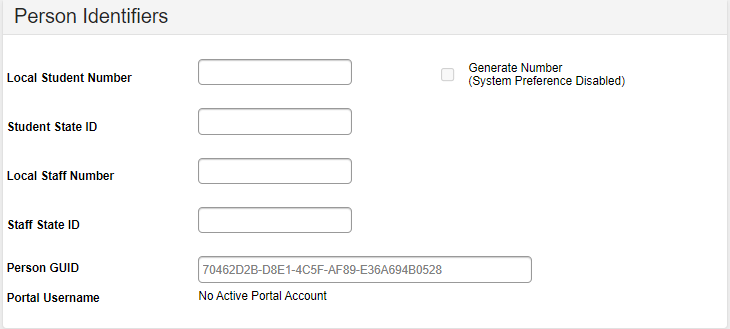 Person Identifiers
Local Student Number
Generate Number
(System Preference Disabled)
Student State ID
Local Staff Number
Staff State ID
Person GUID
70462D2B-D8E1-4C5F-AF89-E36A694B0528
Portal Username
No Active Portal Account